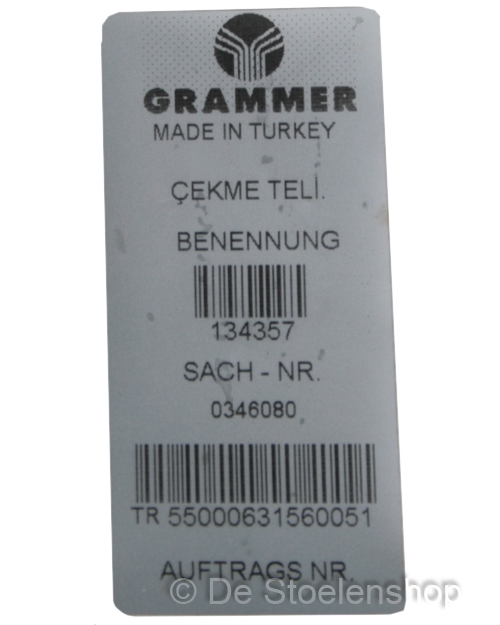 GRAMMER
MADE IN TURKEY
ÇEKME TELİ.
BENENNUNG
134357
SACH - NR.
0346080
TR 55000631560051
AUFTRAGS NR.
© De Stoelenshop